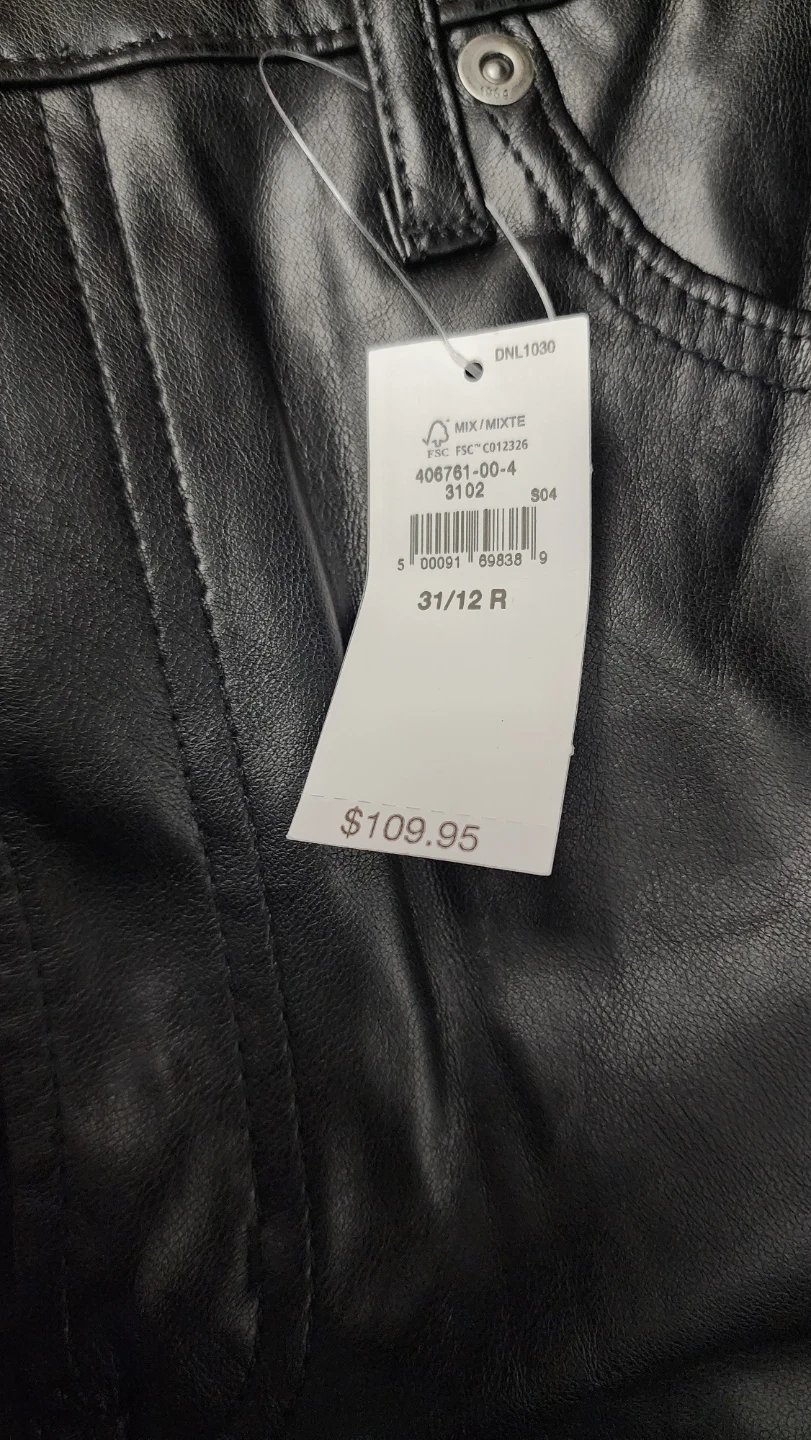 1969
DNL1030
MIX / MIXTE
FSC FSC™ C012326
406761-00-4
3102
S04
5 00091 69838 9
31/12 R
$109.95